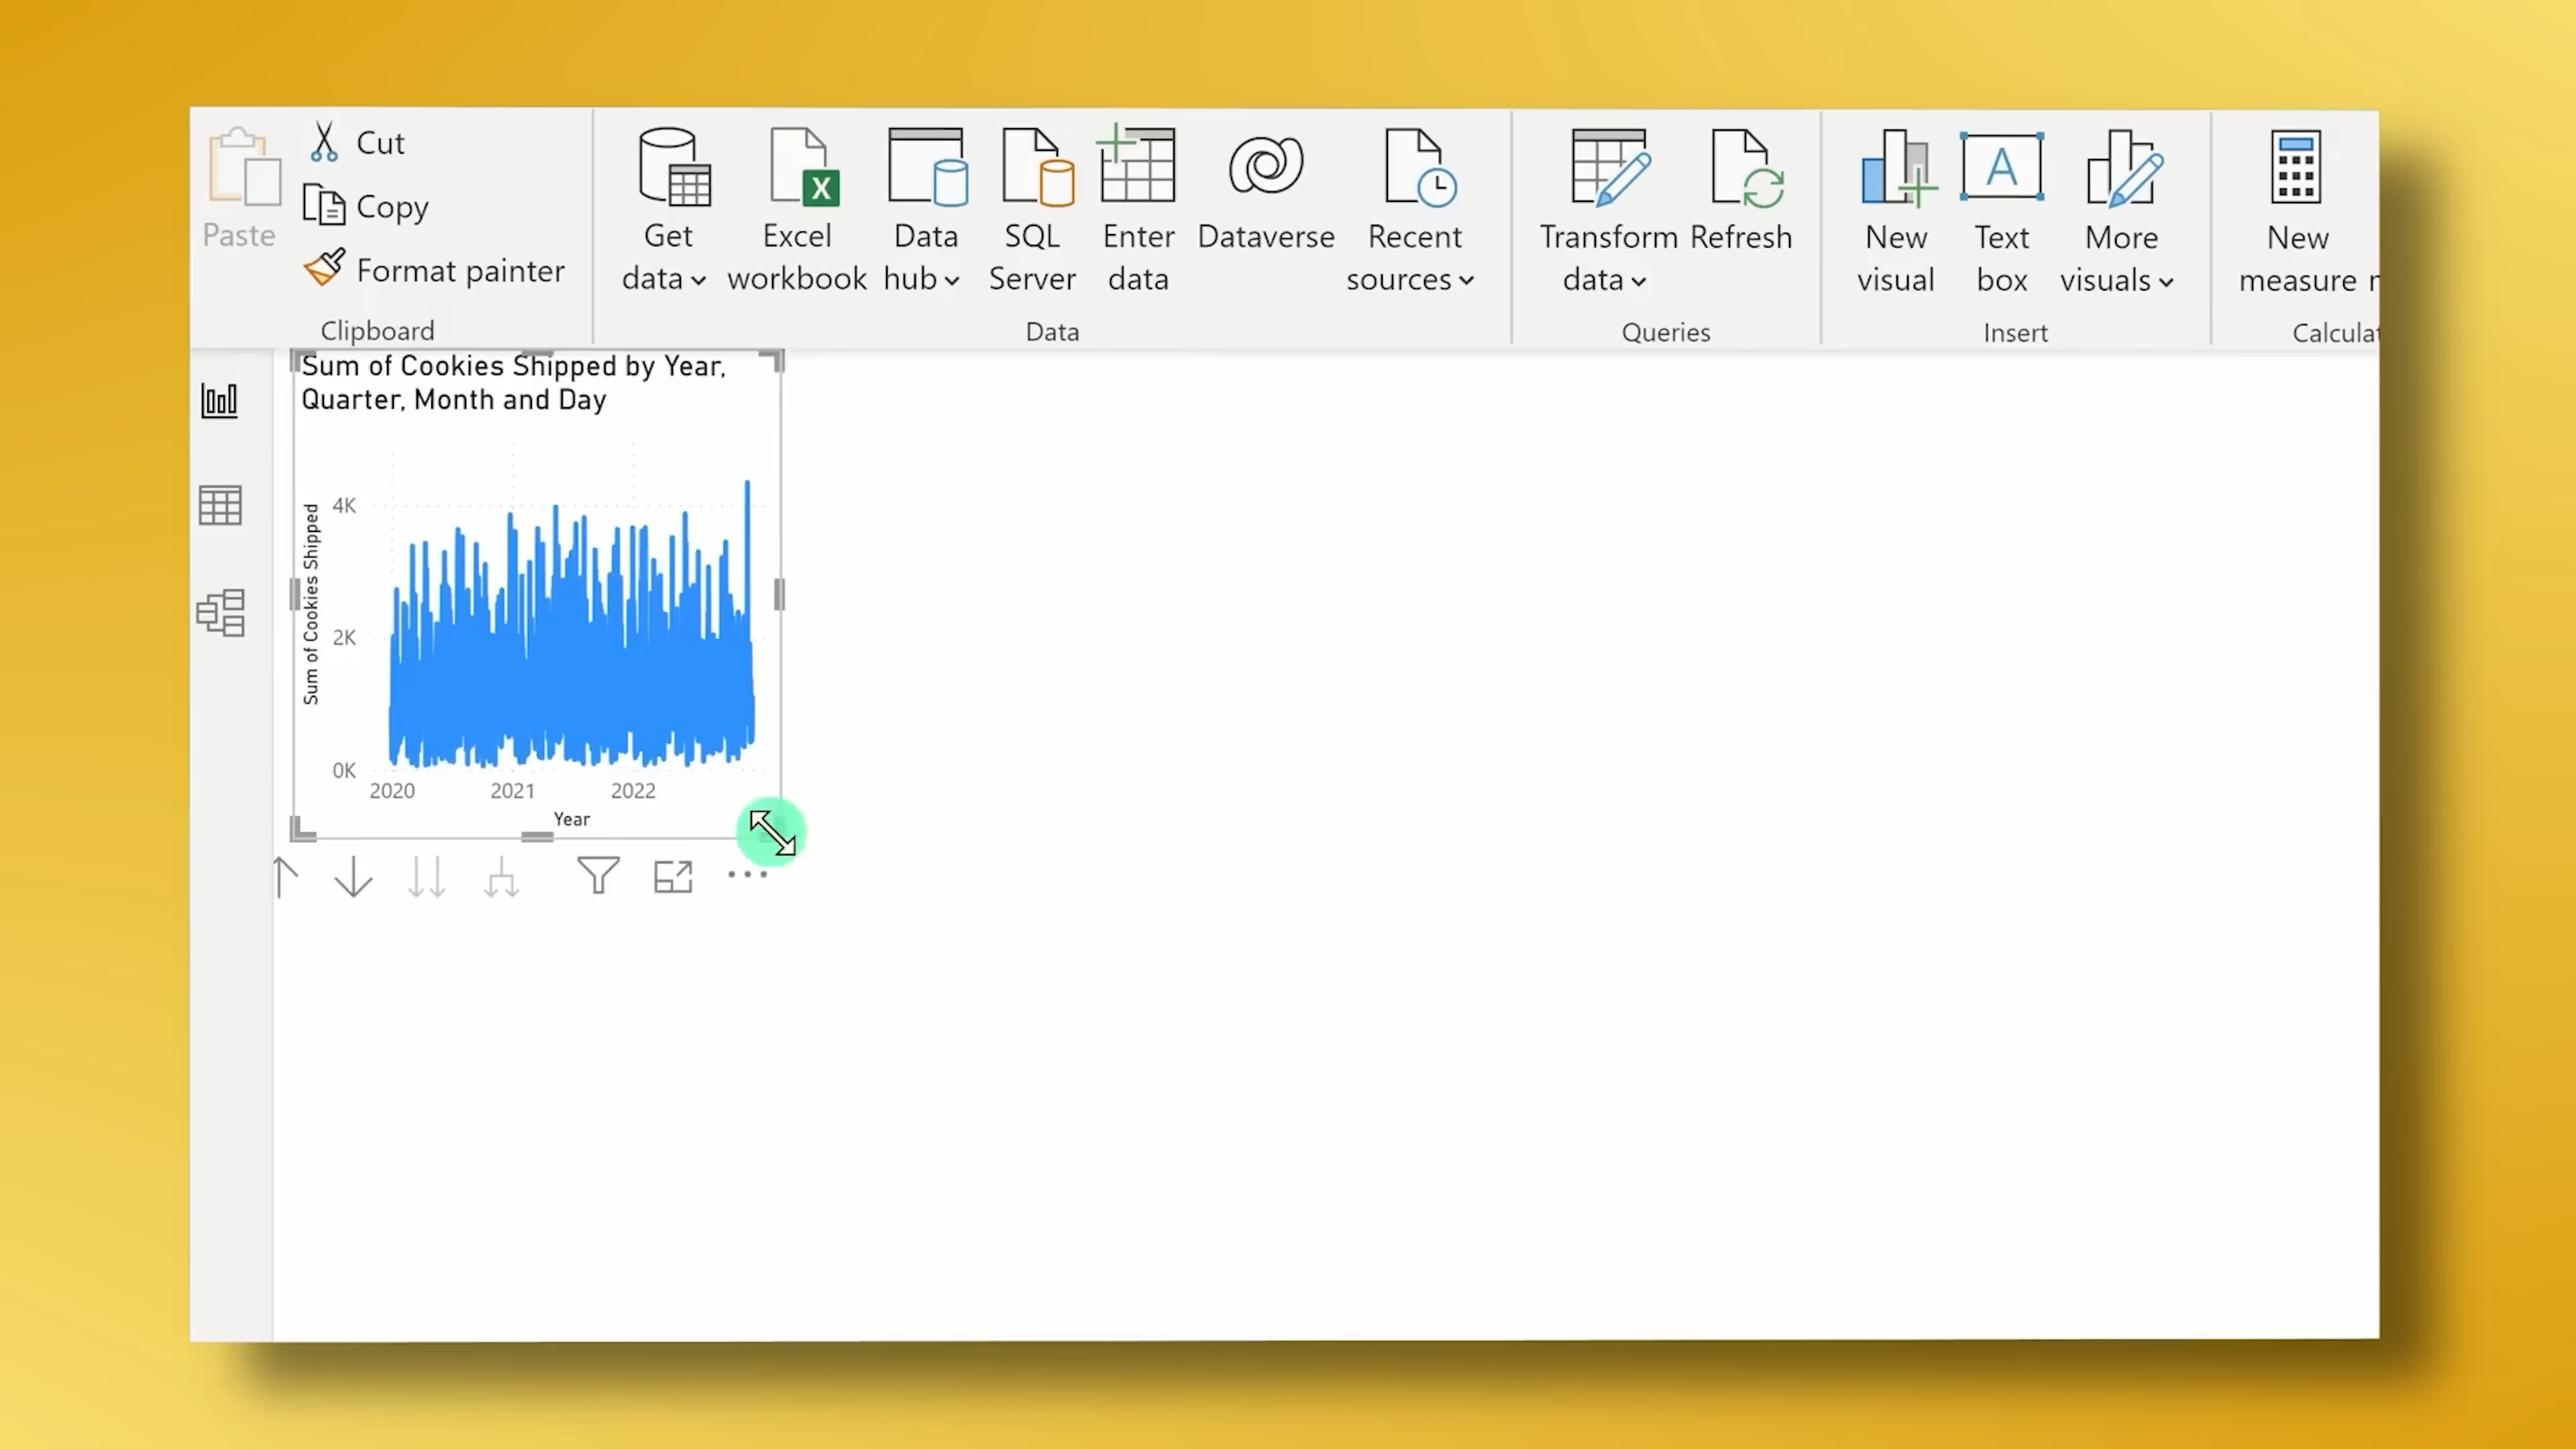 Paste
Cut
Copy
Format painter
Clipboard
Get data
Excel workbook
Data hub
SQL Server
Enter data
Dataverse
Recent sources
Data
Transform data
Refresh
Queries
New visual
Text box
More visuals
Insert
New measure
Sum of Cookies Shipped by Year,
Quarter, Month and Day
Sum of Cookies Shipped
4K
2K
0K
2020 2021 2022
Year